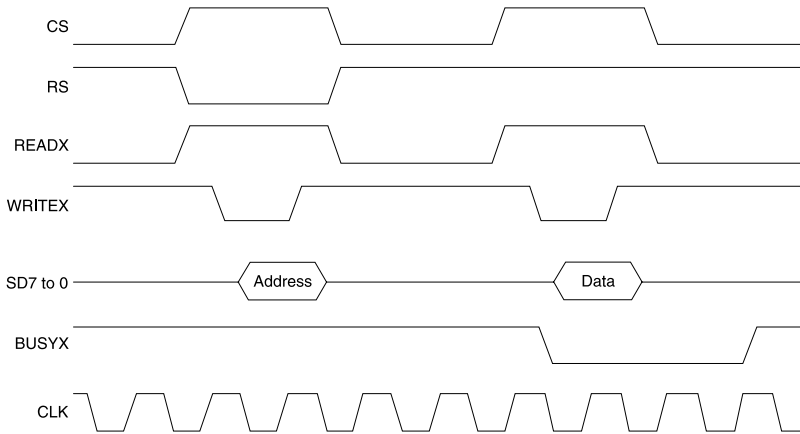 CS
RS
READX
WRITEX
SD7 to 0
Address
Data
BUSYX
CLK